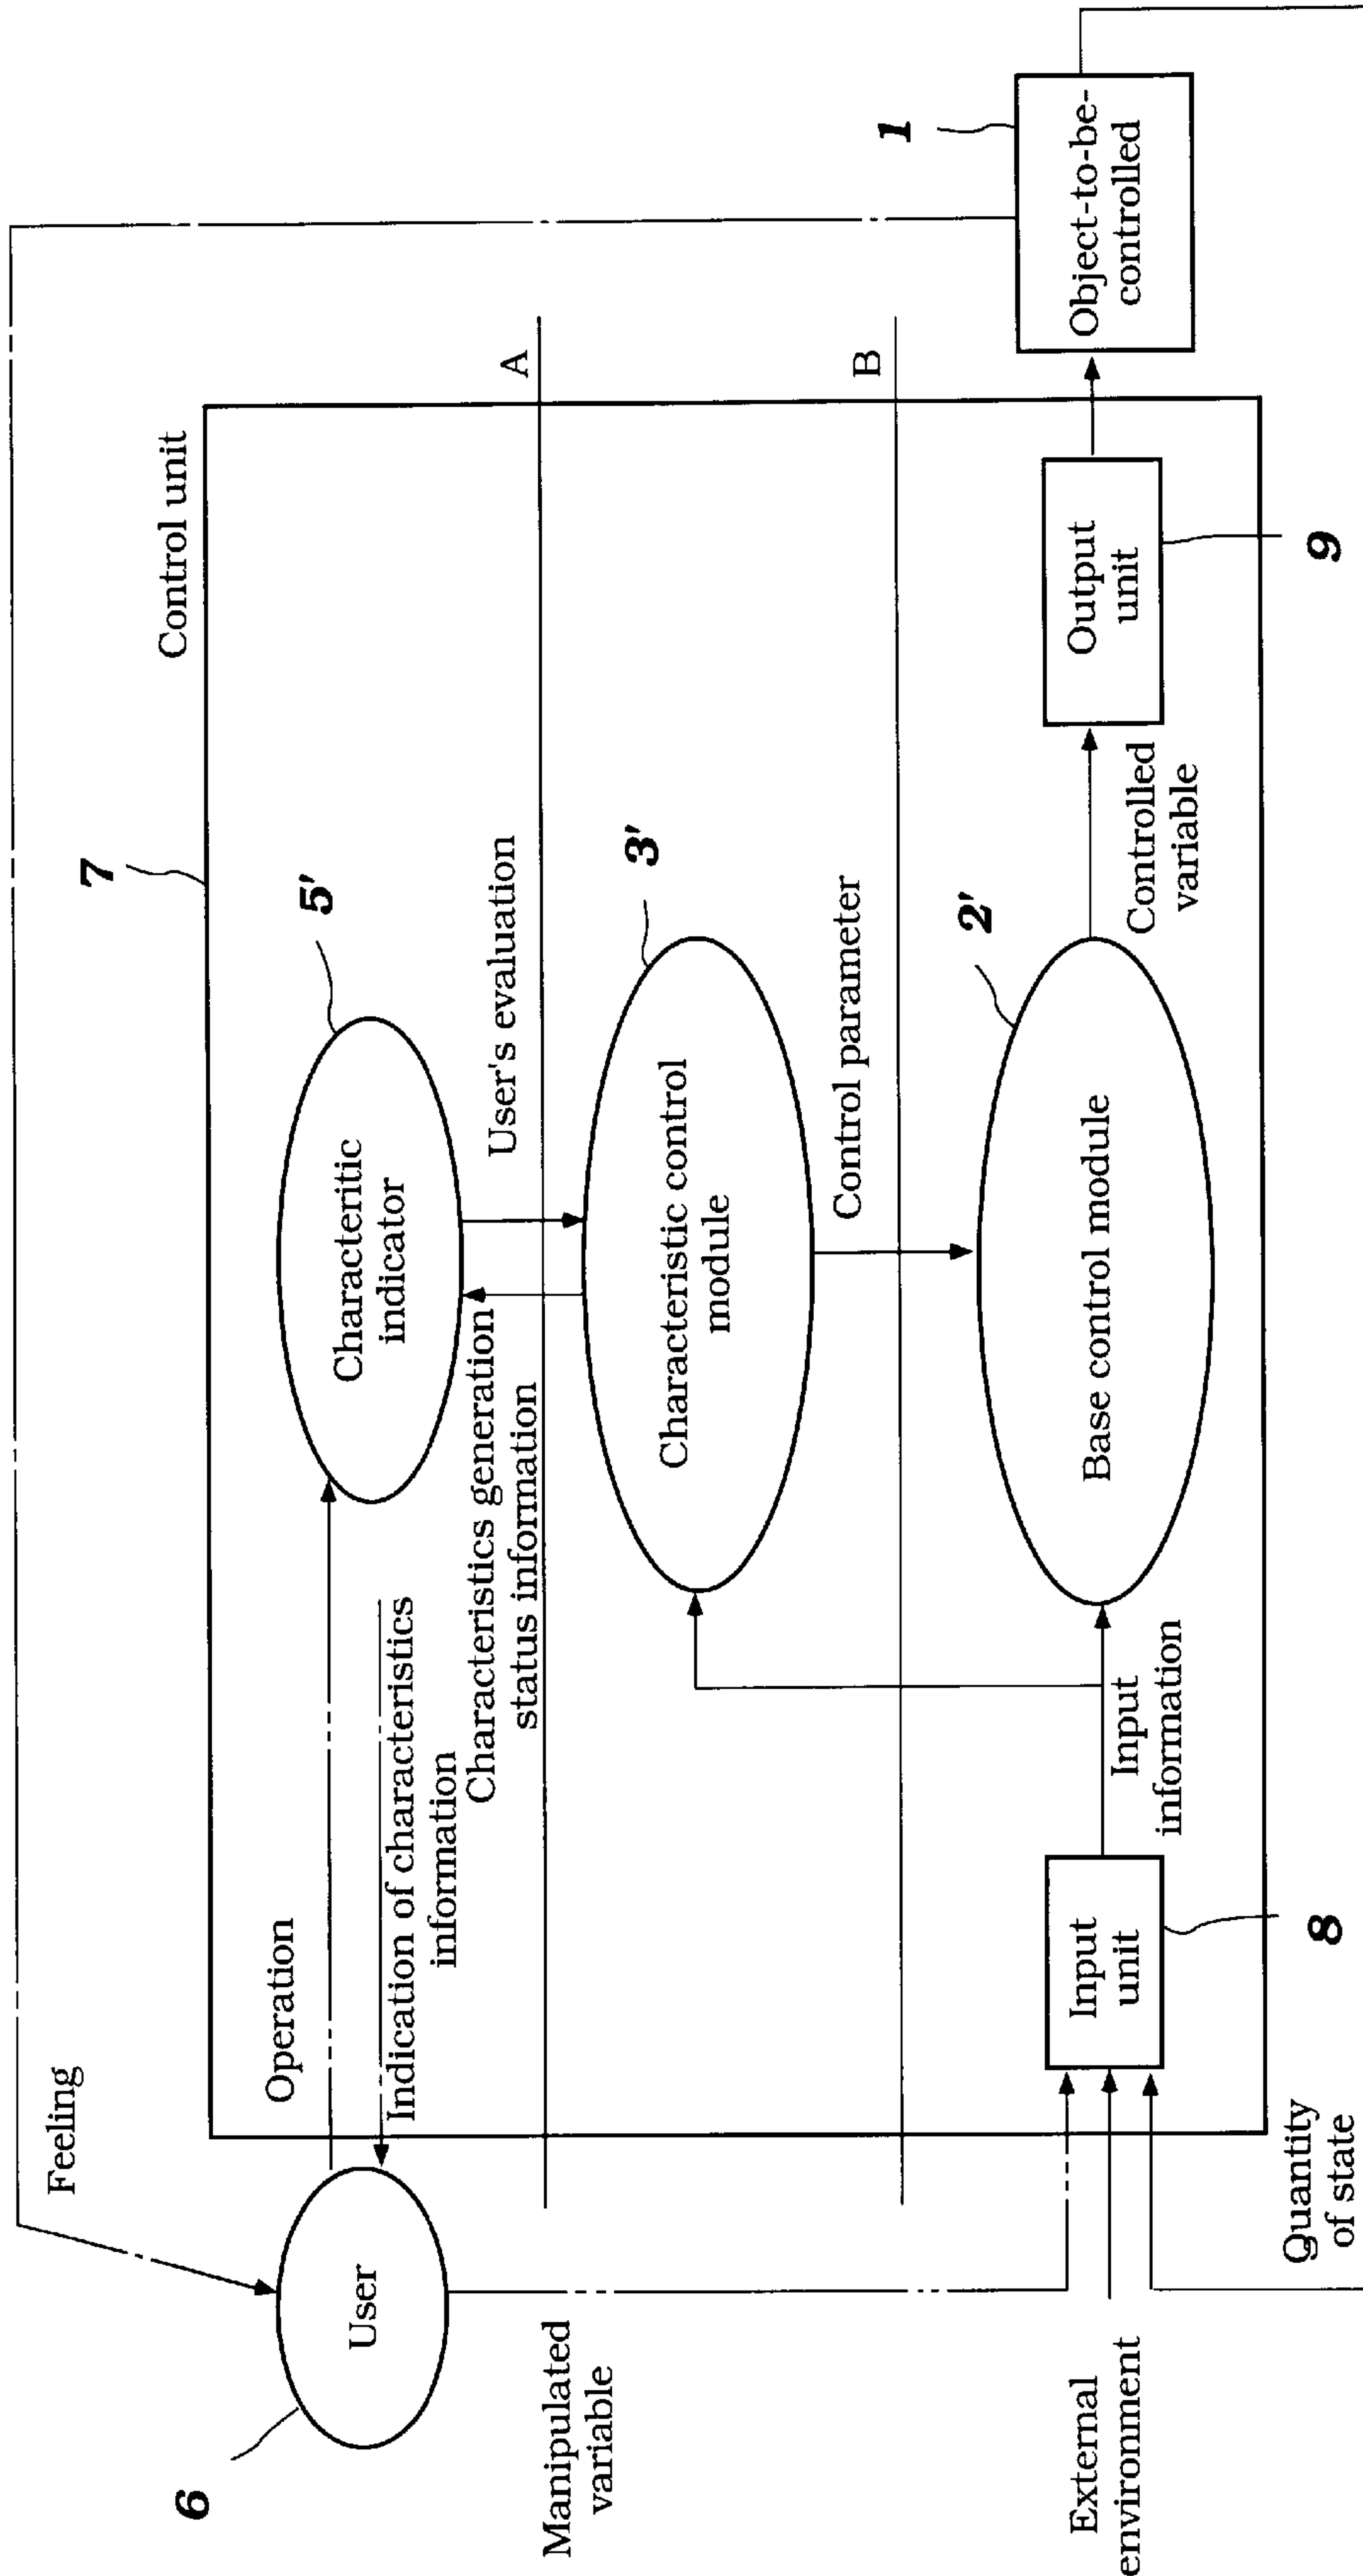 Feeling
Control unit
7
6
User
Operation
Indication of characteristics
information
Characteritic
indicator
5'
Characteristics generation
status information
User's evaluation
A
Manipulated
variable
Characteristic control
module
3'
Control parameter
B
External
environment
Quantity
of state
Input
unit
8
Input
information
Base control module
2'
Controlled
variable
Output
unit
9
Object-to-be-
controlled
1